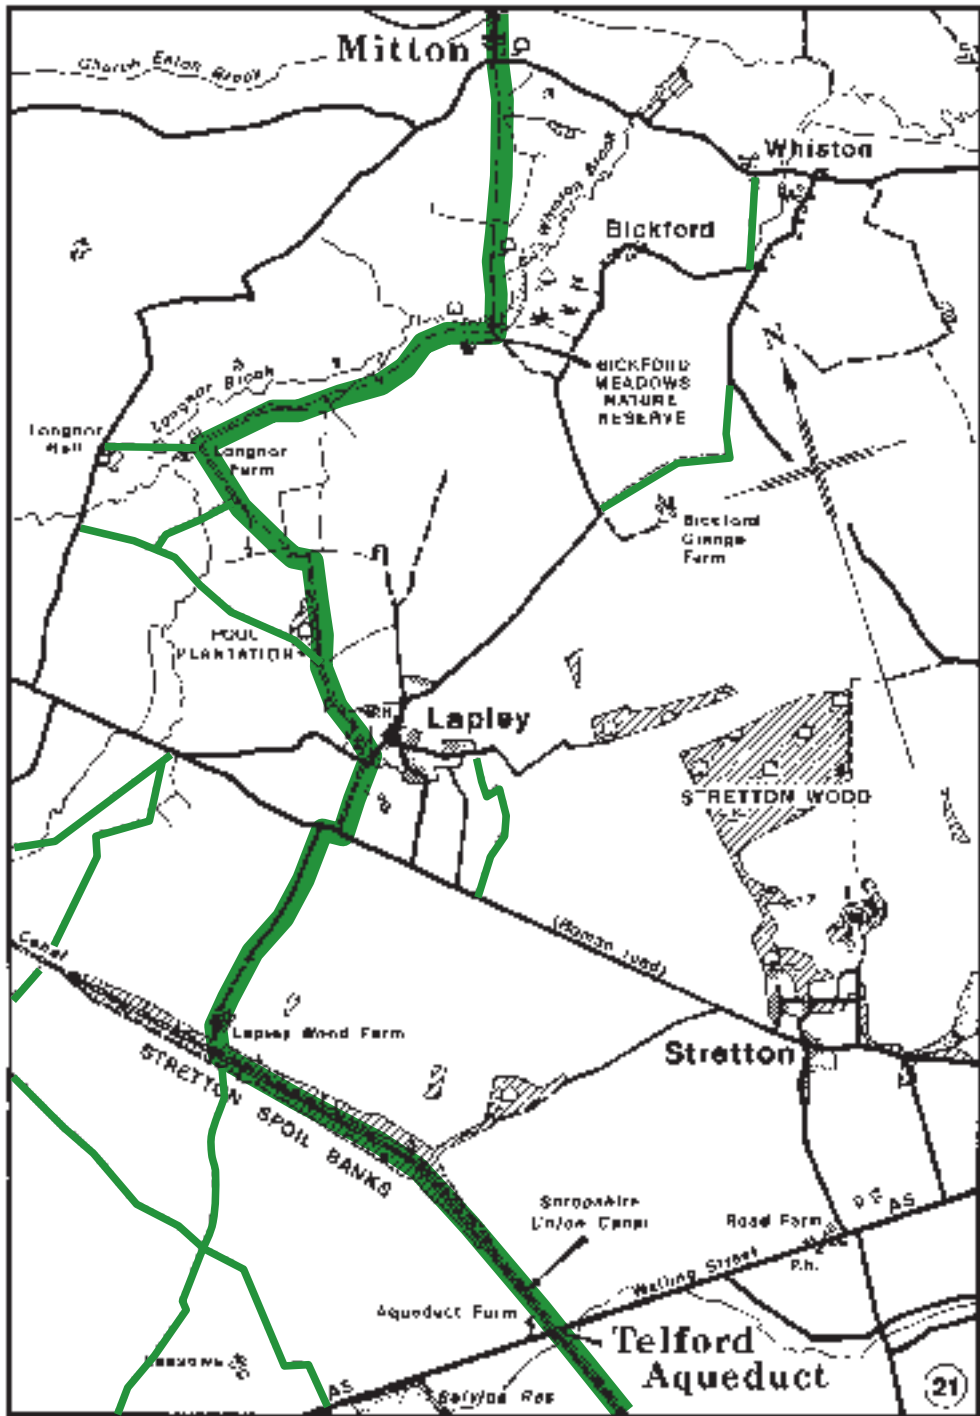 Mitton
Church Eaton Brook
Whiston
Whiston Brook
Bickford
BICKFORD
MEADOWS
NATURE
RESERVE
Longnor Brook
Longnor
Hall
Longnor
Farm
Bickford
Grange
Farm
POOL
PLANTATION
P.H.
Lapley
STRETTON WOOD
(Roman road)
Canal
Lapley Wood Farm
STRETTON SPOIL BANKS
Stretton
Shropshire
Union Canal
Road Farm
A5
P.h.
Watling Street
Aqueduct Farm
Telford
Aqueduct
A5
Service Res
21